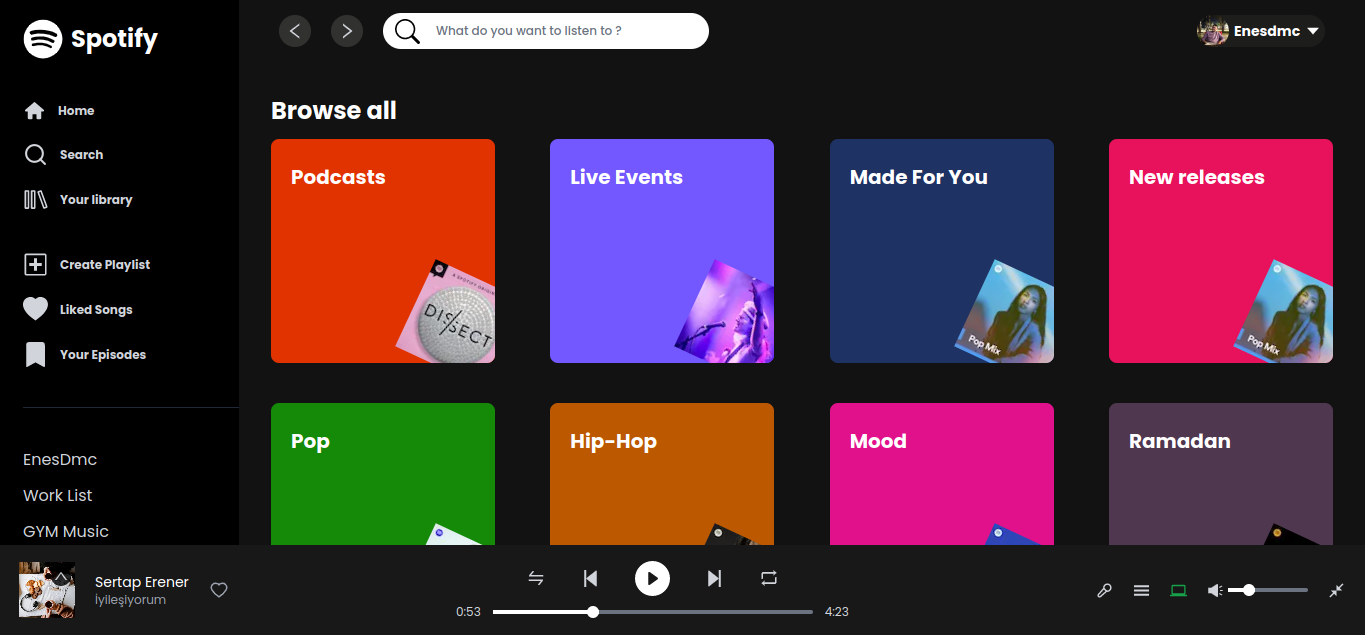 Spotify
What do you want to listen to ?
Enesdmc
Home
Search
Your library
Create Playlist
Liked Songs
Your Episodes
EnesDmc
Work List
GYM Music
Browse all
Podcasts
Live Events
Made For You
New releases
A SPOTIFY ORIGIN
DISSECT
Pop Mix
Pop Mix
Pop
Hip-Hop
Mood
Ramadan
Sertap Erener
İyileşiyorum
0:53
4:23